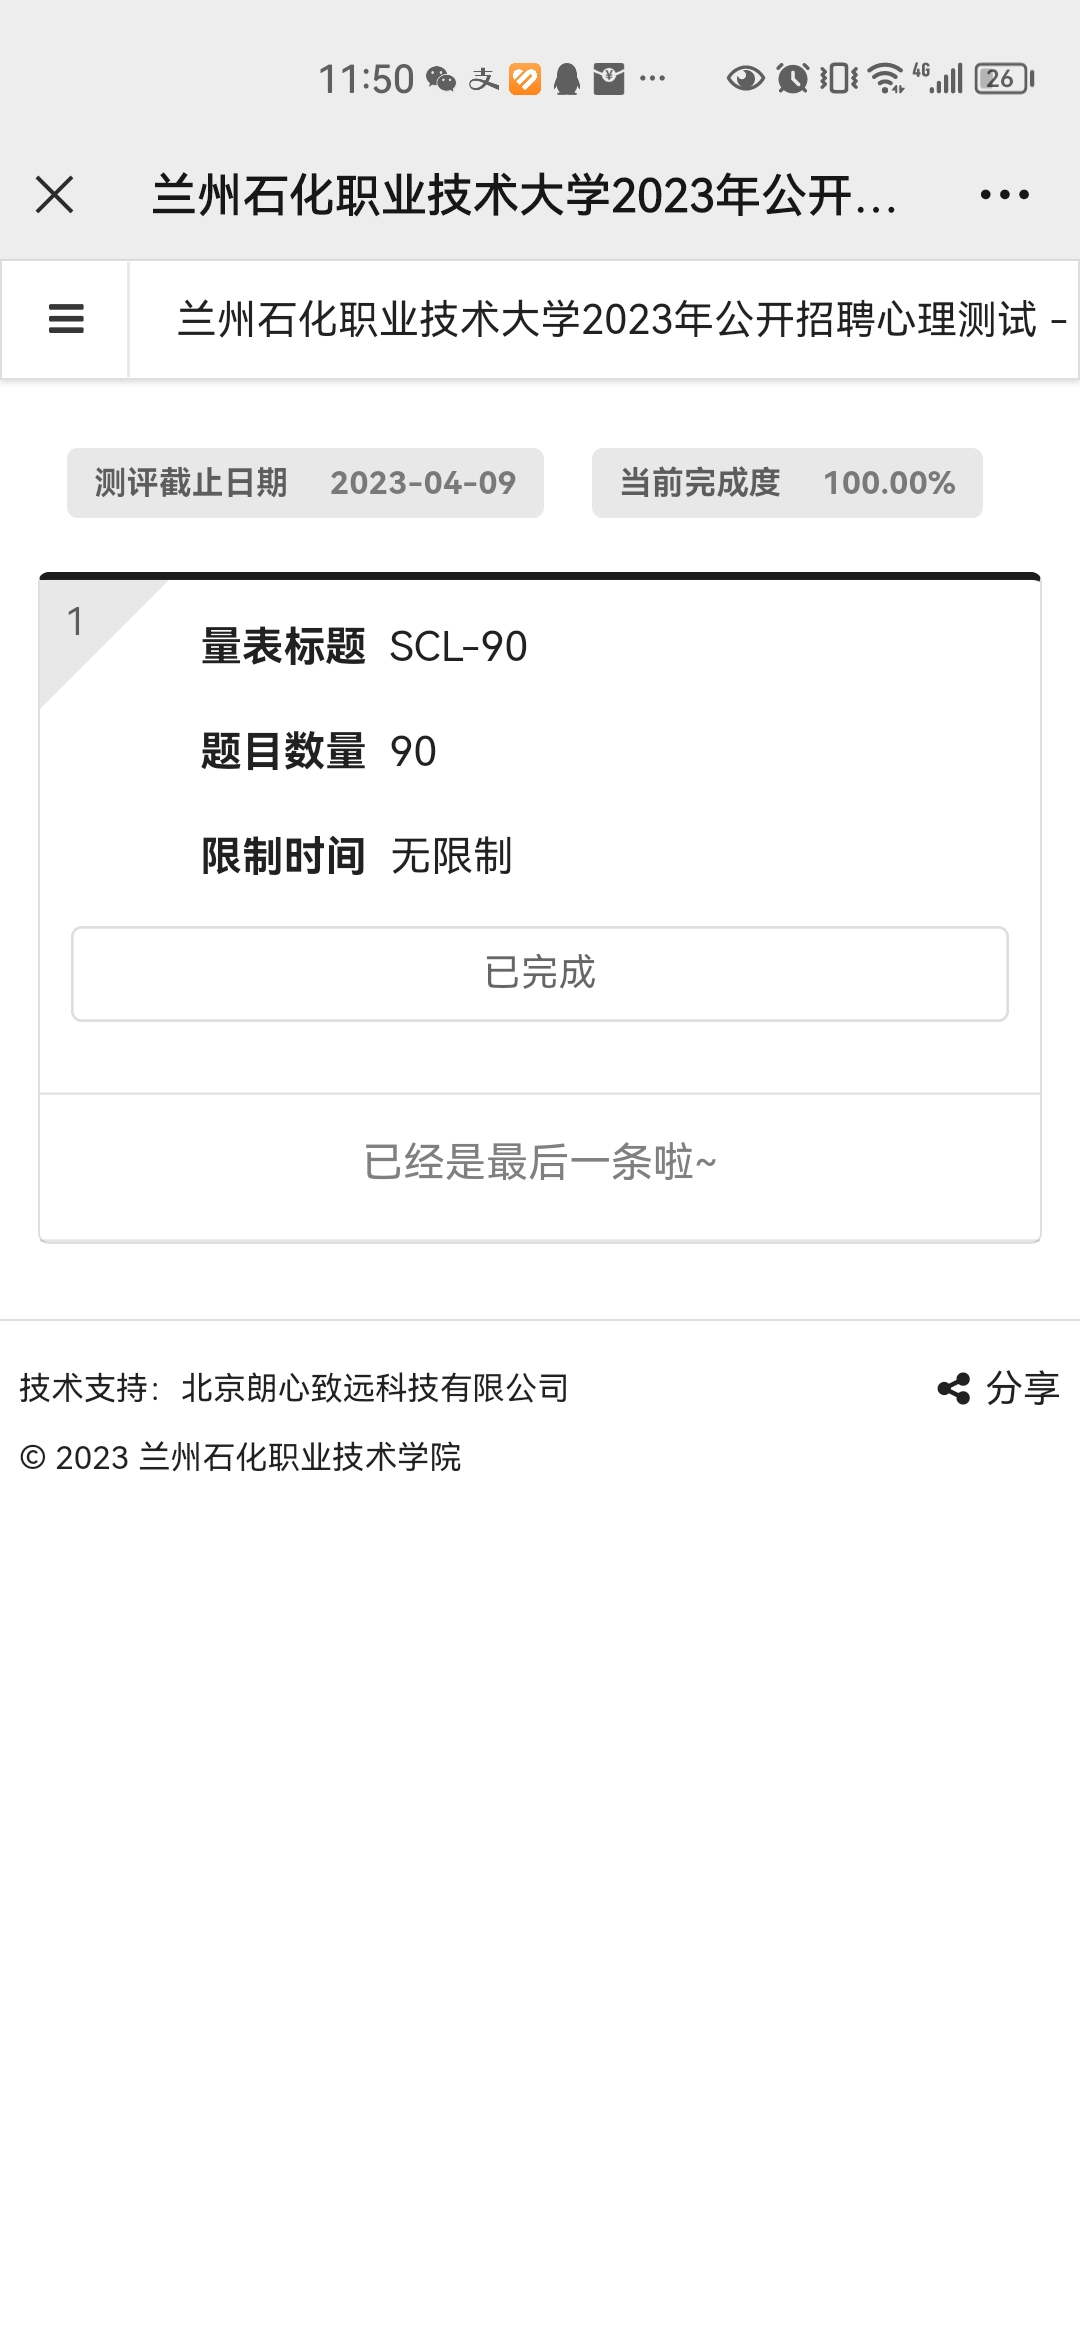 11:50 4G 26
兰州石化职业技术大学2023年公开...
兰州石化职业技术大学2023年公开招聘心理测试 -
测评截止日期 2023-04-09 当前完成度 100.00%
1
量表标题 SCL-90
题目数量 90
限制时间 无限制
已完成
已经是最后一条啦~
技术支持：北京朗心致远科技有限公司 分享
© 2023 兰州石化职业技术学院